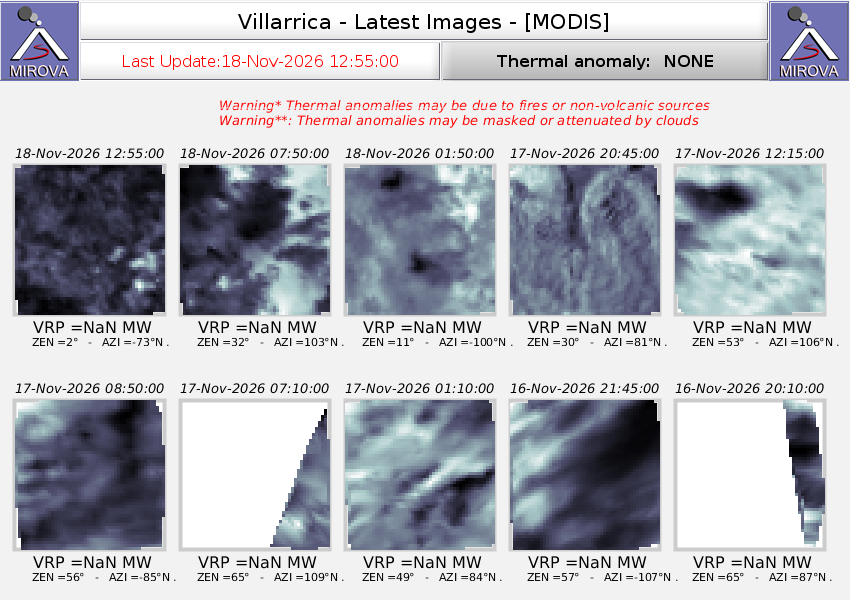 Villarrica - Latest Images - [MODIS]
MIROVA
Last Update:18-Nov-2026 12:55:00
Thermal anomaly: NONE
MIROVA
Warning* Thermal anomalies may be due to fires or non-volcanic sources
Warning**: Thermal anomalies may be masked or attenuated by clouds
18-Nov-2026 12:55:00
18-Nov-2026 07:50:00
18-Nov-2026 01:50:00
17-Nov-2026 20:45:00
17-Nov-2026 12:15:00
VRP =NaN MW
VRP =NaN MW
VRP =NaN MW
VRP =NaN MW
VRP =NaN MW
ZEN =2° - AZI =-73°N .
ZEN =32° - AZI =103°N .
ZEN =11° - AZI =-100°N .
ZEN =30° - AZI =81°N .
ZEN =53° - AZI =106°N .
17-Nov-2026 08:50:00
17-Nov-2026 07:10:00
17-Nov-2026 01:10:00
16-Nov-2026 21:45:00
16-Nov-2026 20:10:00
VRP =NaN MW
VRP =NaN MW
VRP =NaN MW
VRP =NaN MW
VRP =NaN MW
ZEN =56° - AZI =-85°N .
ZEN =65° - AZI =109°N .
ZEN =49° - AZI =84°N .
ZEN =57° - AZI =-107°N .
ZEN =65° - AZI =87°N .